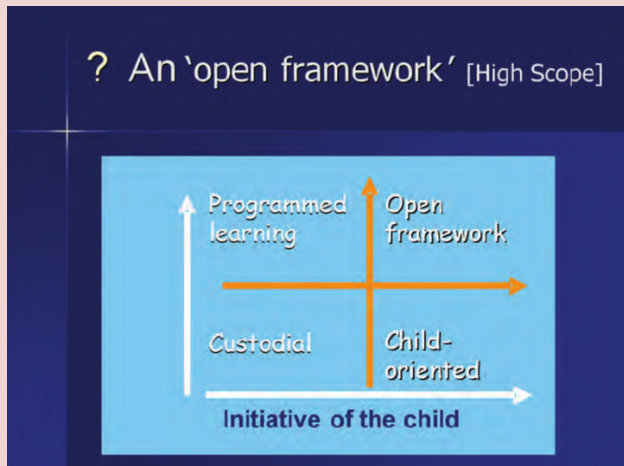 ? An ‘open framework’ [High Scope]
Programmed
learning
Open
framework
Custodial
Child-
oriented
Initiative of the child